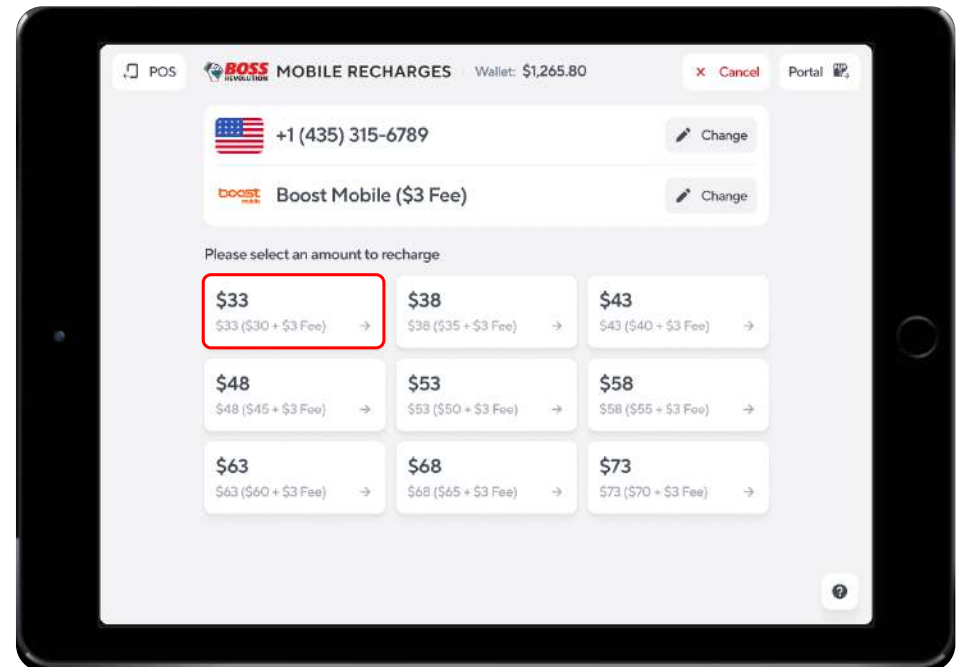 POS
BOSS REVOLUTION MOBILE RECHARGES Wallet: $1,265.80
× Cancel
Portal
+1 (435) 315-6789
Change
boost mobile Boost Mobile ($3 Fee)
Change
Please select an amount to recharge
$33
$33 ($30 + $3 Fee)
$38
$38 ($35 + $3 Fee)
$43
$43 ($40 + $3 Fee)
$48
$48 ($45 + $3 Fee)
$53
$53 ($50 + $3 Fee)
$58
$58 ($55 + $3 Fee)
$63
$63 ($60 + $3 Fee)
$68
$68 ($65 + $3 Fee)
$73
$73 ($70 + $3 Fee)
?